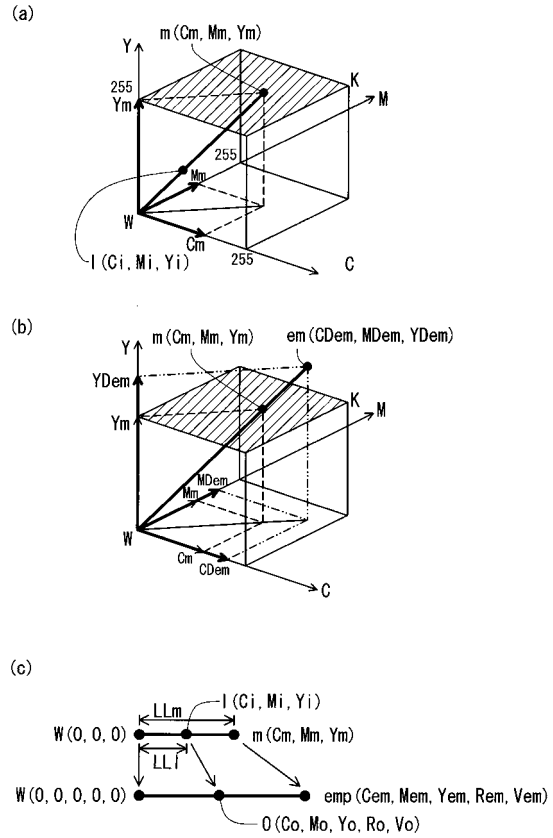 (a)
m(Cm, Mm, Ym)
Y
255
Ym
K
M
255
Mm
W
Cm
I(Ci, Mi, Yi)
255
C
(b)
m(Cm, Mm, Ym)
em(CDem, MDem, YDem)
Y
YDem
Ym
K
M
MDem
Mm
W
Cm
CDem
C
(c)
I(Ci, Mi, Yi)
LLm
W(0, 0, 0)
m(Cm, Mm, Ym)
LLi
W(0, 0, 0, 0, 0)
emp(Cem, Mem, Yem, Rem, Vem)
O(Co, Mo, Yo, Ro, Vo)